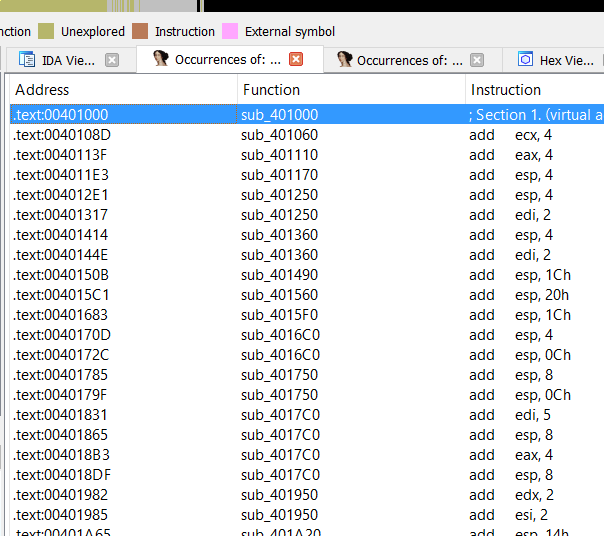 nction Unexplored Instruction External symbol
IDA Vie... Occurrences of: ... Occurrences of: ... Hex Vie...
Address Function Instruction
.text:00401000 sub_401000 ; Section 1. (virtual a
.text:0040108D sub_401060 add ecx, 4
.text:0040113F sub_401110 add eax, 4
.text:004011E3 sub_401170 add esp, 4
.text:004012E1 sub_401250 add esp, 4
.text:00401317 sub_401250 add edi, 2
.text:00401414 sub_401360 add esp, 4
.text:0040144E sub_401360 add edi, 2
.text:0040150B sub_401490 add esp, 1Ch
.text:004015C1 sub_401560 add esp, 20h
.text:00401683 sub_4015F0 add esp, 1Ch
.text:0040170D sub_4016C0 add esp, 4
.text:0040172C sub_4016C0 add esp, 0Ch
.text:00401785 sub_401750 add esp, 8
.text:0040179F sub_401750 add esp, 0Ch
.text:00401831 sub_4017C0 add edi, 5
.text:00401865 sub_4017C0 add esp, 8
.text:004018B3 sub_4017C0 add eax, 4
.text:004018DF sub_4017C0 add esp, 8
.text:00401982 sub_401950 add edx, 2
.text:00401985 sub_401950 add esi, 2
.text:00401A65 sub_401A20 add esp, 14h